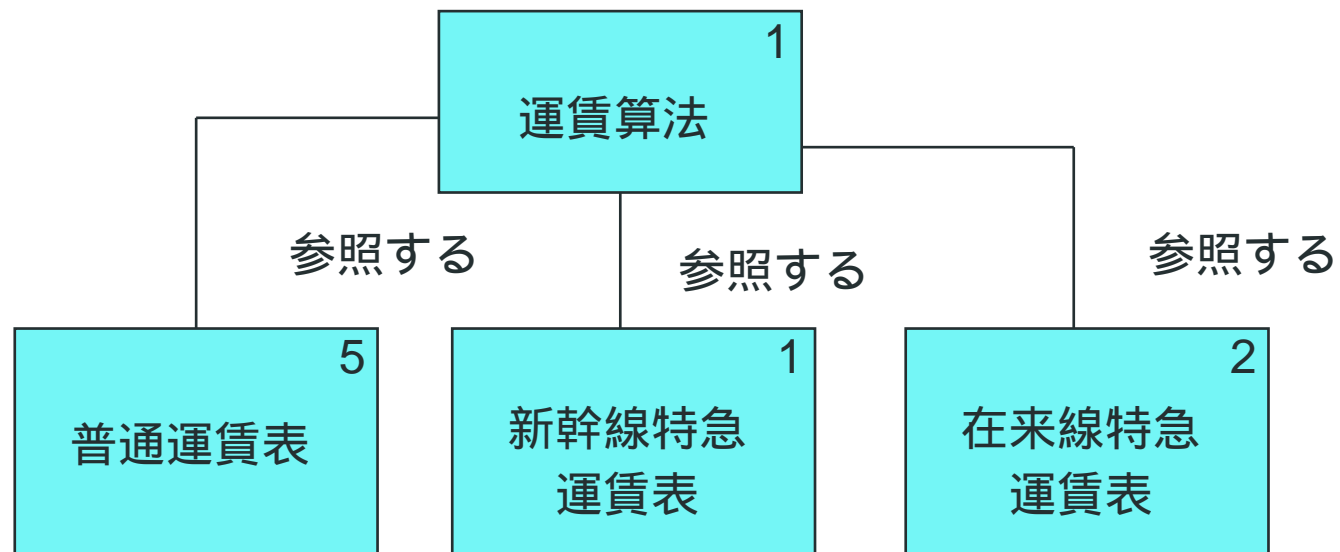 1
運賃算法
参照する
参照する
参照する
5
普通運賃表
1
新幹線特急
運賃表
2
在来線特急
運賃表